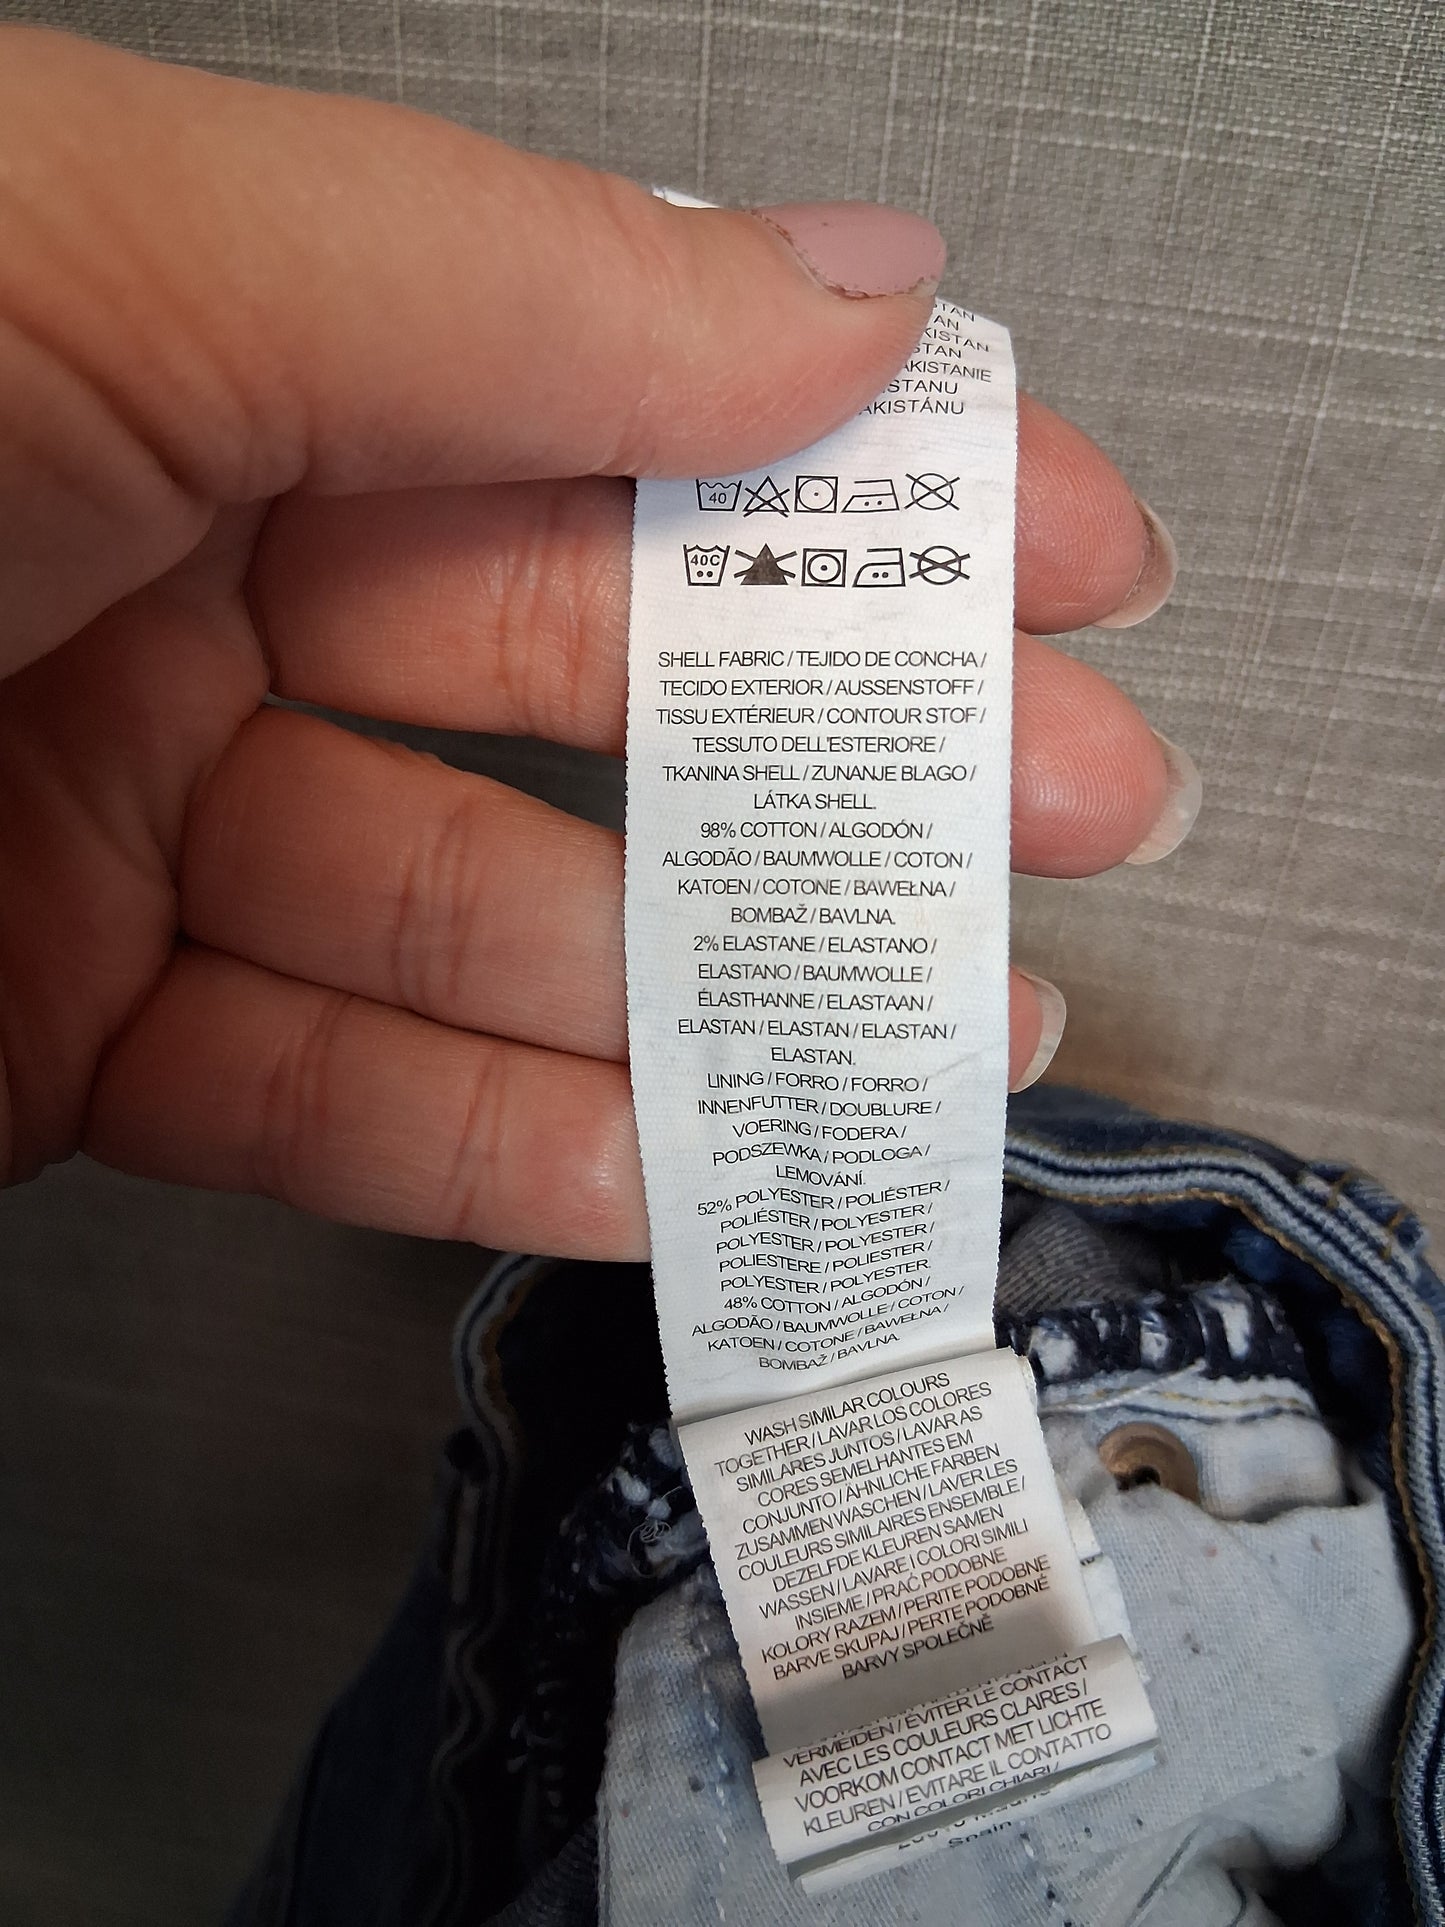 AKISTANIE
AKISTÁNU
40
40C
SHELL FABRIC / TEJIDO DE CONCHA /
TECIDO EXTERIOR / AUSSENSTOFF /
TISSU EXTÉRIEUR / CONTOUR STOF /
TESSUTO DELL'ESTERIORE /
TKANINA SHELL / ZUNANJE BLAGO /
LÁTKA SHELL.
98% COTTON / ALGODÓN /
ALGODÃO / BAUMWOLLE / COTON /
KATOEN / COTONE / BAWEŁNA /
BOMBAŽ / BAVLNA.
2% ELASTANE / ELASTANO /
ELASTANO / BAUMWOLLE /
ÉLASTHANNE / ELASTAAN /
ELASTAN / ELASTAN / ELASTAN /
ELASTAN.
LINING / FORRO / FORRO /
INNENFUTTER / DOUBLURE /
VOERING / FODERA /
PODSZEWKA / PODLOGA /
LEMOVÁNÍ.
52% POLYESTER / POLIÉSTER /
POLIÉSTER / POLYESTER /
POLYESTER / POLYESTER /
POLIESTERE / POLIESTER /
POLYESTER / POLYESTER.
48% COTTON / ALGODÓN /
ALGODÃO / BAUMWOLLE / COTON /
KATOEN / COTONE / BAWEŁNA /
BOMBAŽ / BAVLNA.
WASH SIMILAR COLOURS
TOGETHER / LAVAR LOS COLORES
SIMILARES JUNTOS / LAVAR AS
CORES SEMELHANTES EM
CONJUNTO / ÄHNLICHE FARBEN
ZUSAMMEN WASCHEN / LAVER LES
COULEURS SIMILAIRES ENSEMBLE /
DEZELFDE KLEUREN SAMEN
WASSEN / LAVARE I COLORI SIMILI
INSIEME / PRAĆ PODOBNE
KOLORY RAZEM / PERITE PODOBNE
BARVE SKUPAJ / PERTE PODOBNÉ
BARVY SPOLEČNĚ
VERMEIDEN / ÉVITER LE CONTACT
AVEC LES COULEURS CLAIRES /
VOORKOM CONTACT MET LICHTE
KLEUREN / EVITARE IL CONTATTO
CON COLORI CHIARI /
Spain